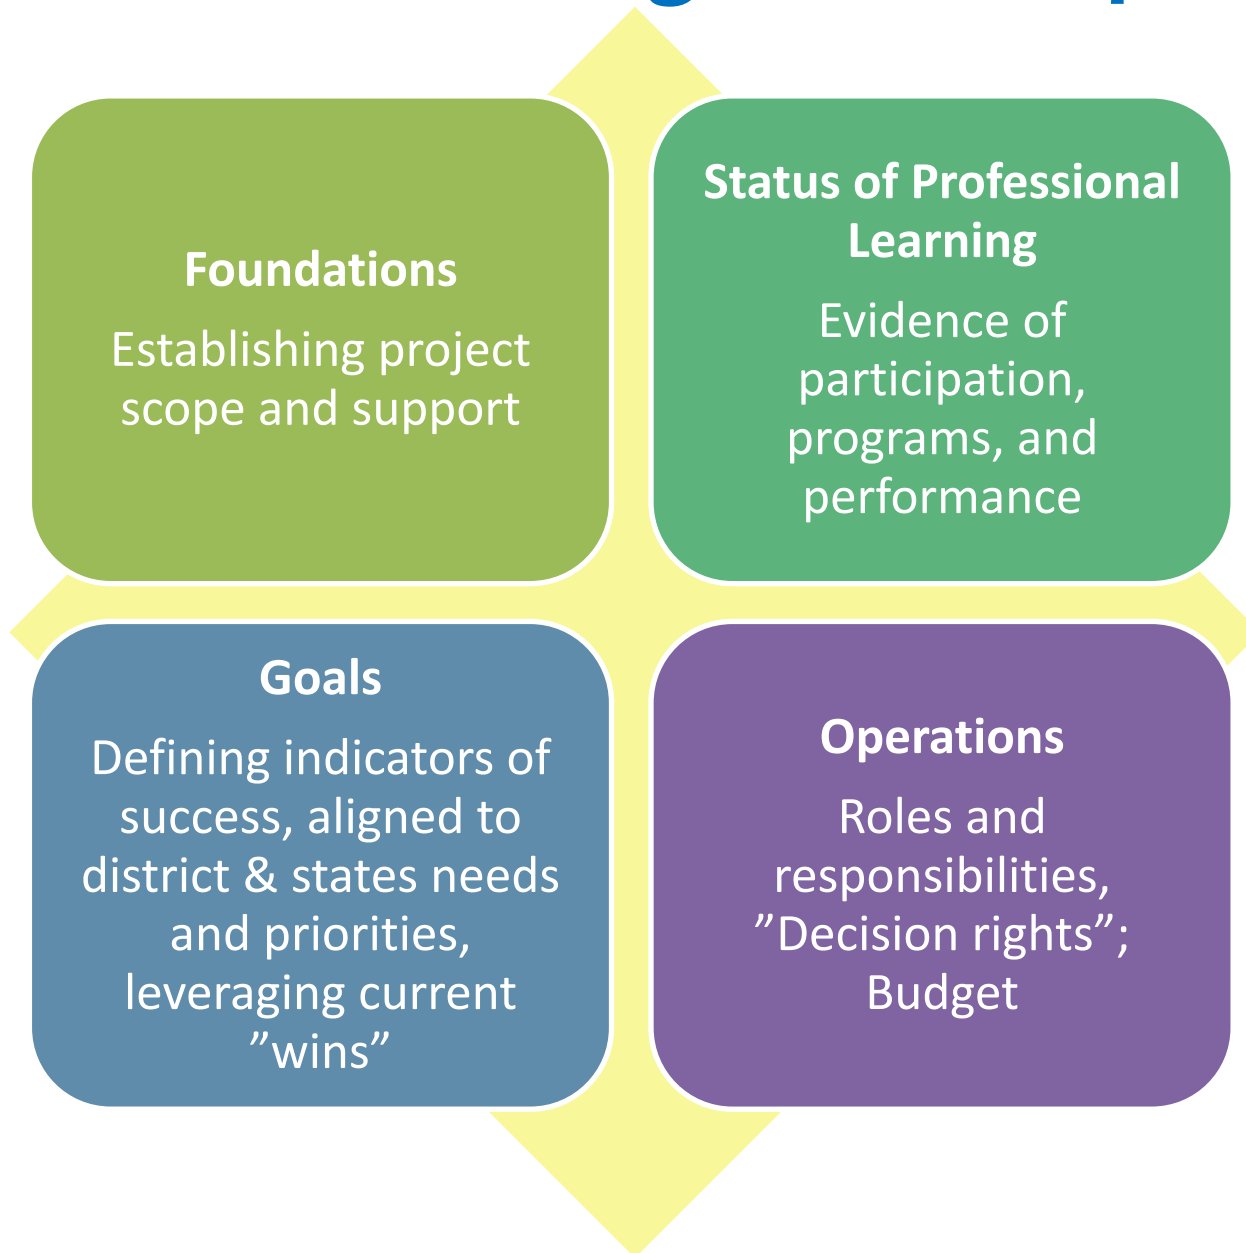 Foundations
Establishing project
scope and support
Status of Professional
Learning
Evidence of
participation,
programs, and
performance
Goals
Defining indicators of
success, aligned to
district & states needs
and priorities,
leveraging current
”wins”
Operations
Roles and
responsibilities,
”Decision rights”;
Budget